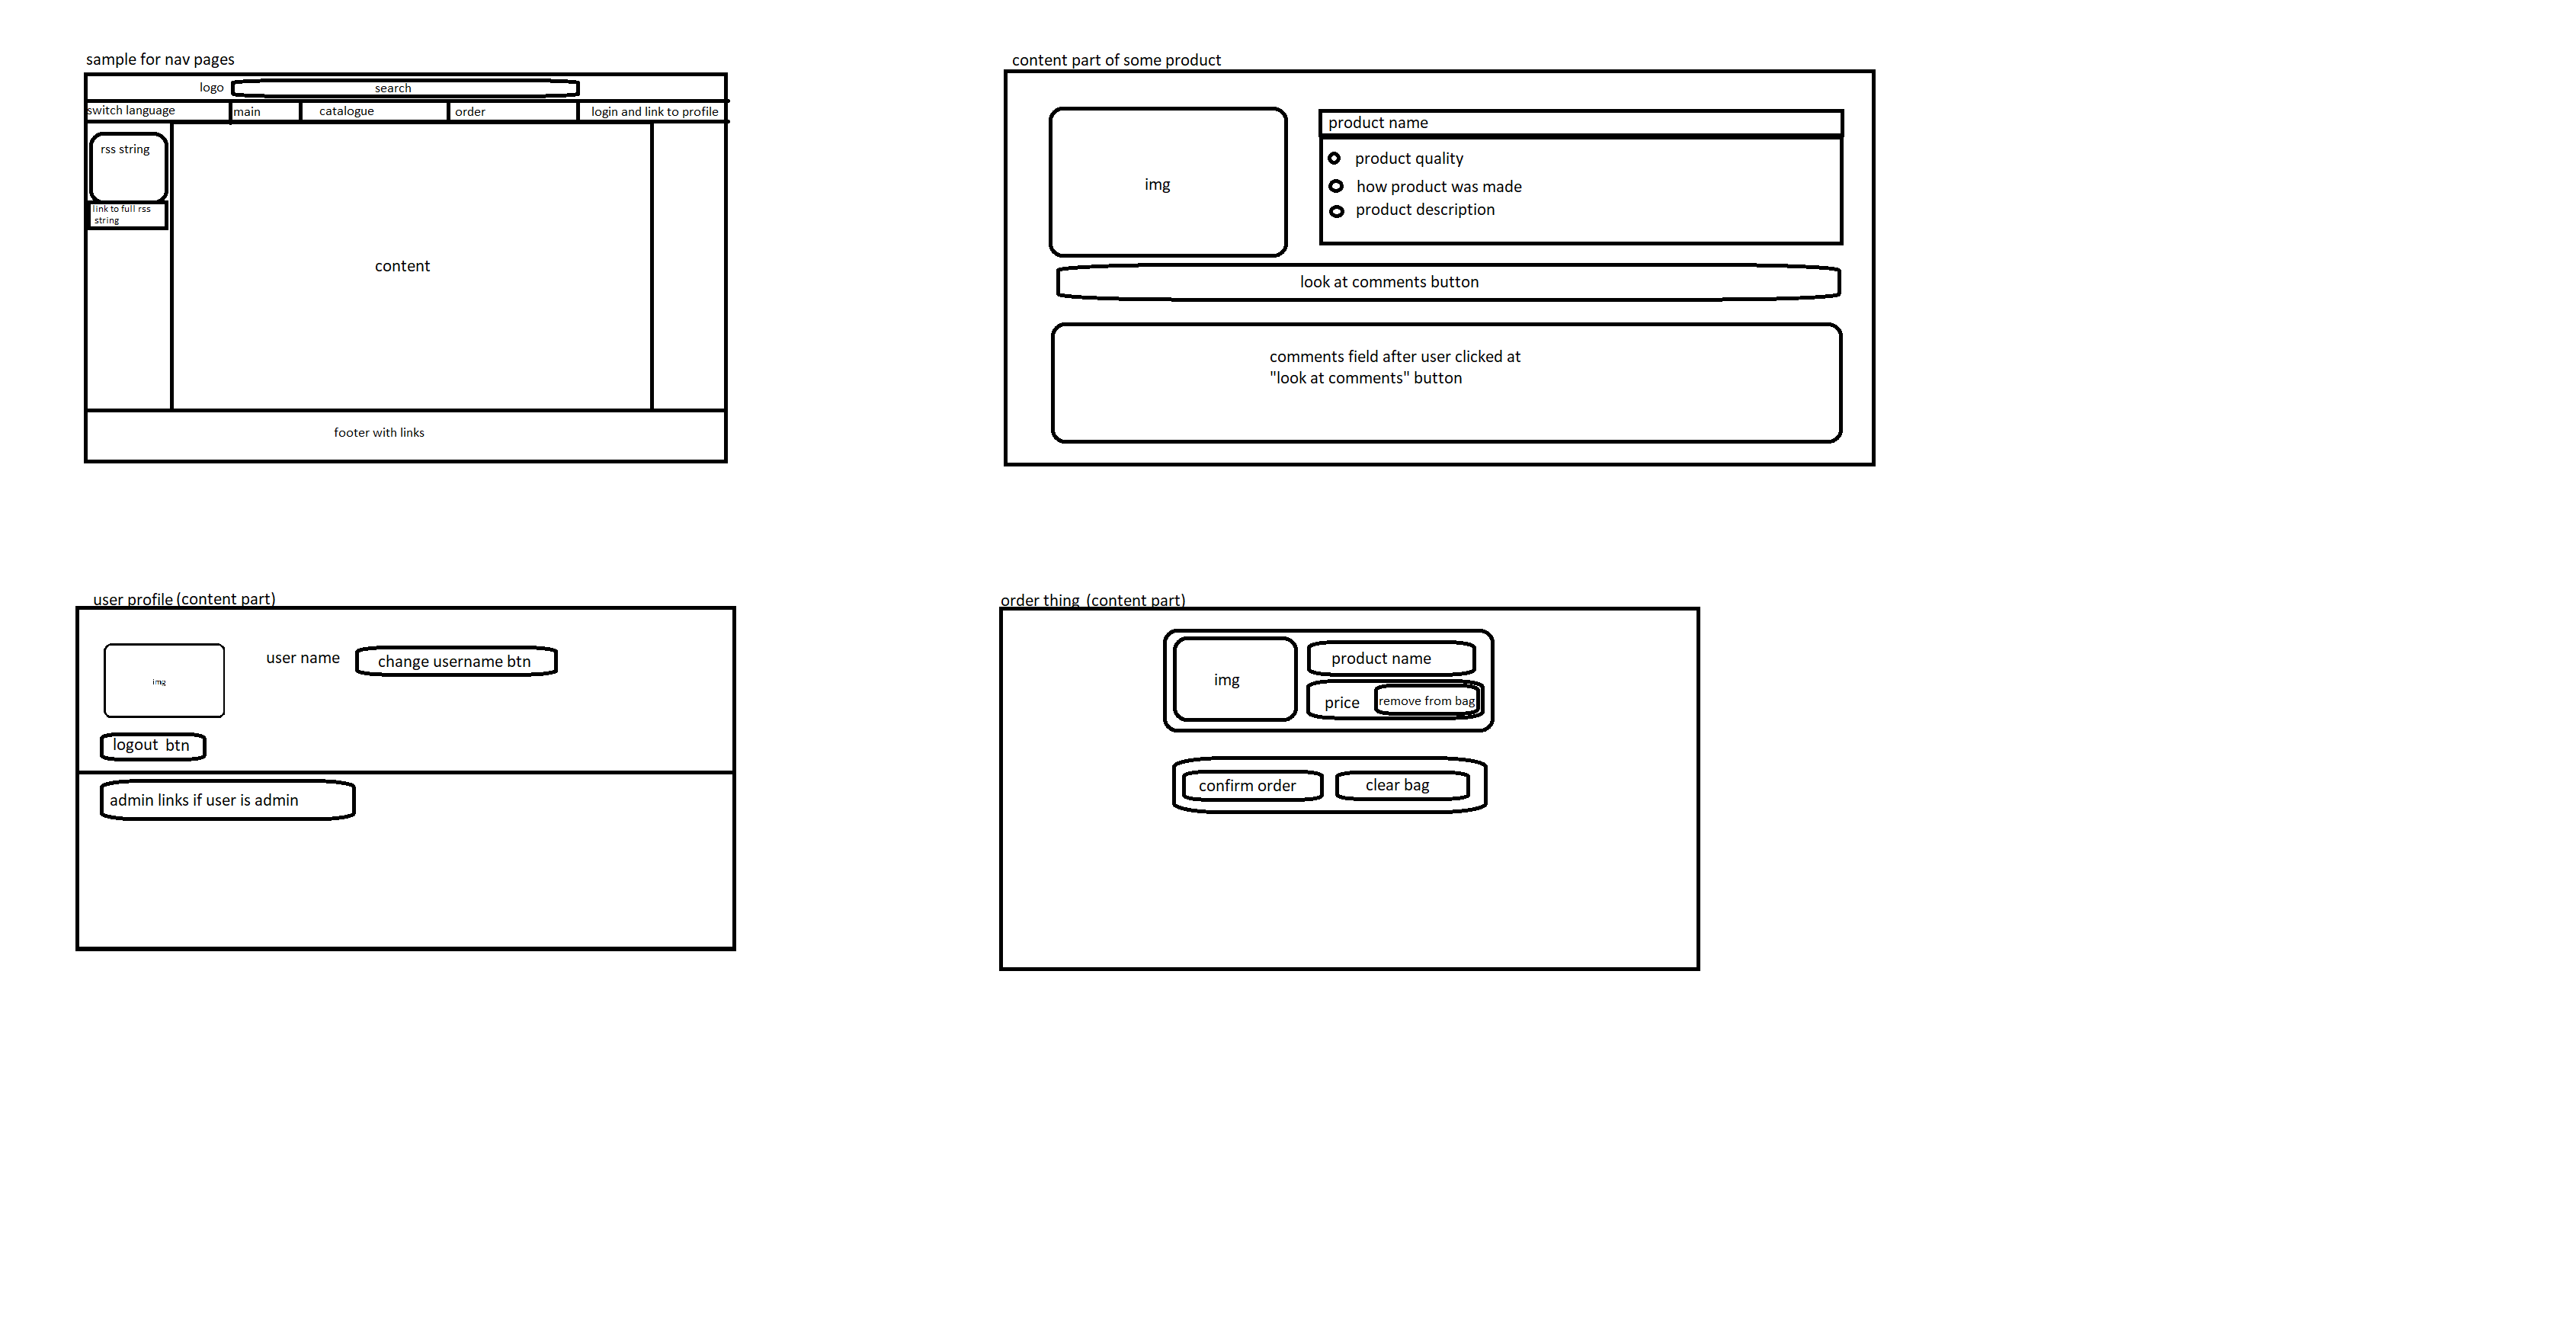 sample for nav pages
logo
search
switch language
main
catalogue
order
login and link to profile
rss string
link to full rss
string
content
footer with links
content part of some product
img
product name
product quality
how product was made
product description
look at comments button
comments field after user clicked at
"look at comments" button
user profile (content part)
img
user name
change username btn
logout btn
admin links if user is admin
order thing (content part)
img
product name
price
remove from bag
confirm order
clear bag